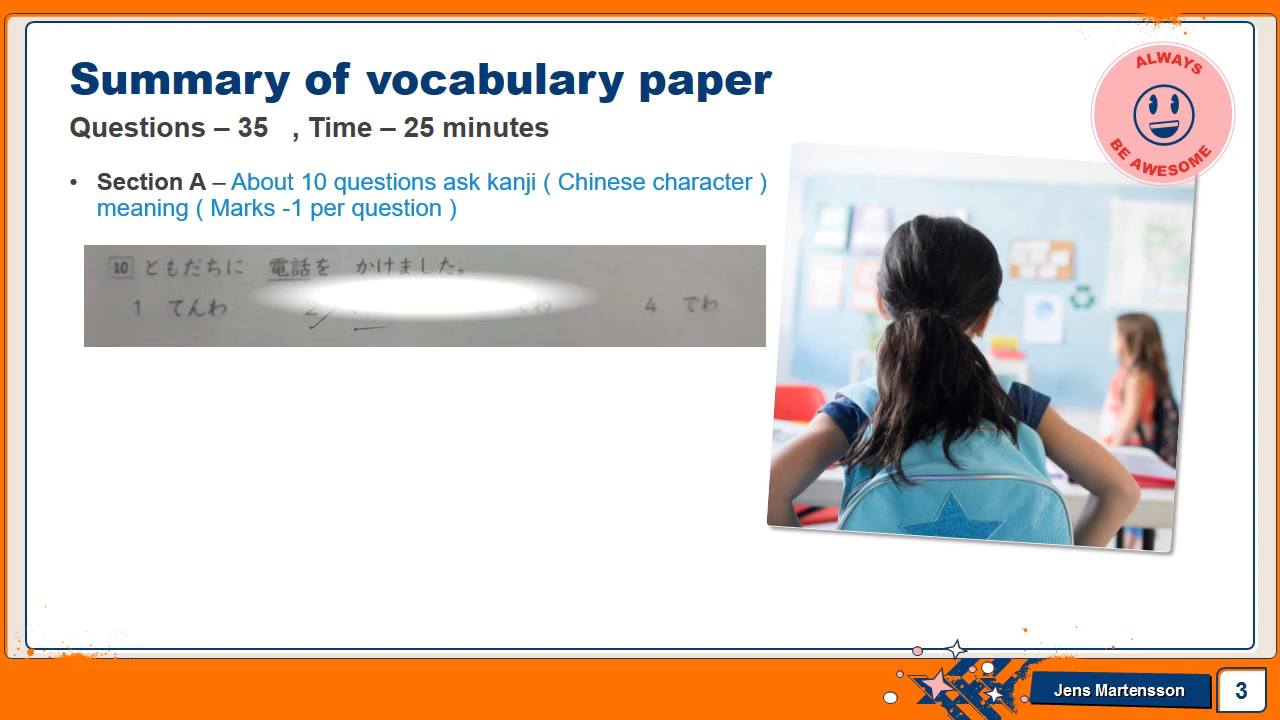 Summary of vocabulary paper
Questions – 35 , Time – 25 minutes
• Section A – About 10 questions ask kanji ( Chinese character )
meaning ( Marks -1 per question )
10 ともだちに 電話を かけました。
1 てんわ 2 4 でわ
ALWAYS
BE AWESOME
Jens Martensson
3